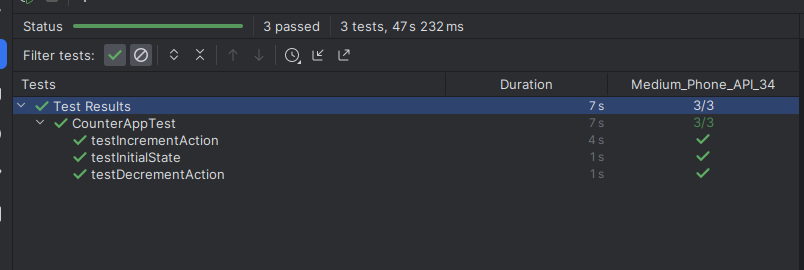 Status 3 passed 3 tests, 47 s 232 ms
Filter tests:
Tests Duration Medium_Phone_API_34
Test Results 7 s 3/3
CounterAppTest 7 s 3/3
testIncrementAction 4 s
testInitialState 1 s
testDecrementAction 1 s